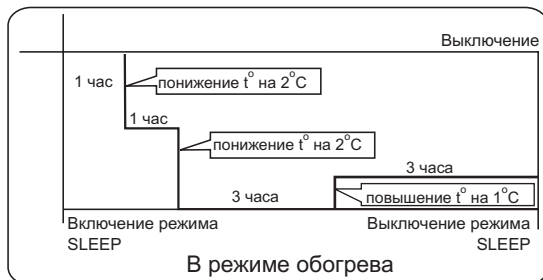 Выключение
1 час
понижение t° на 2°C
1 час
понижение t° на 2°C
3 часа
3 часа
повышение t° на 1°C
Включение режима
SLEEP
Выключение режима
SLEEP
В режиме обогрева